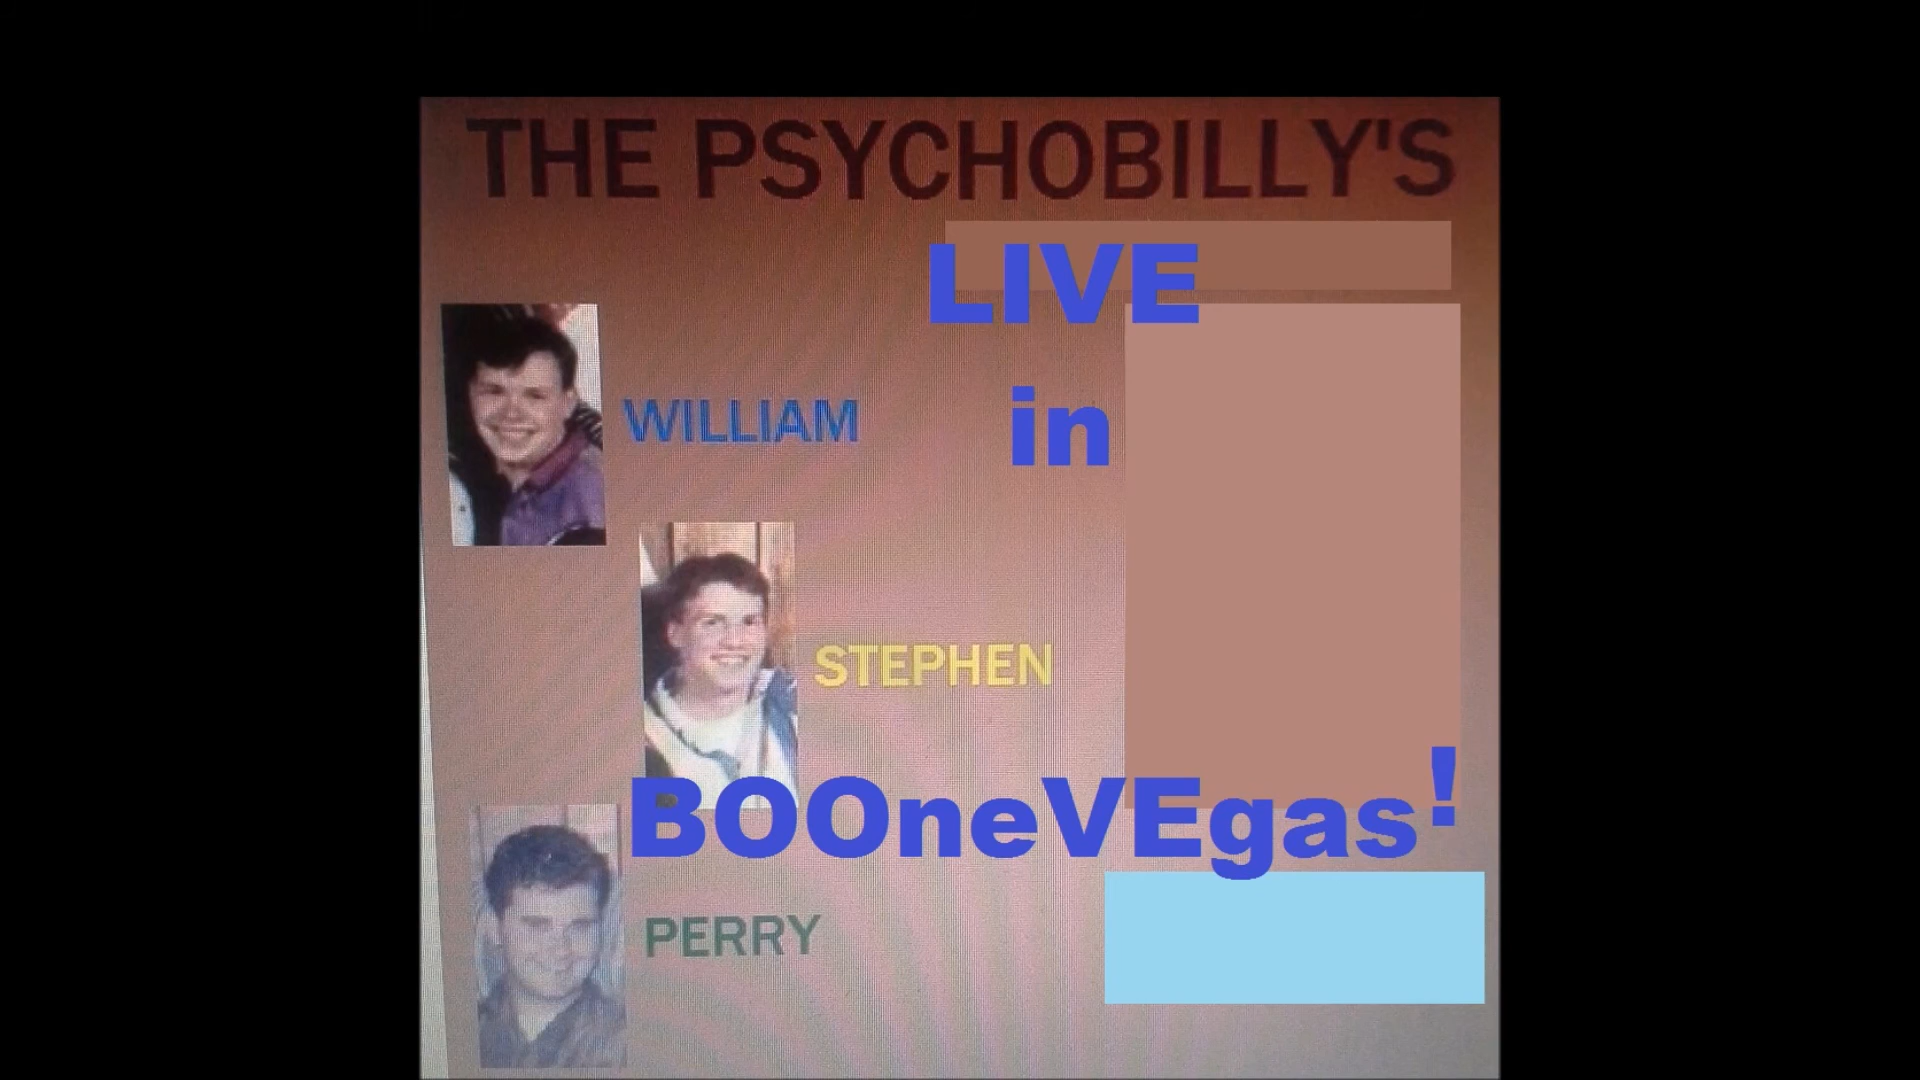 THE PSYCHOBILLY'S
LIVE
in
WILLIAM
STEPHEN
BOOneVEgas!
PERRY